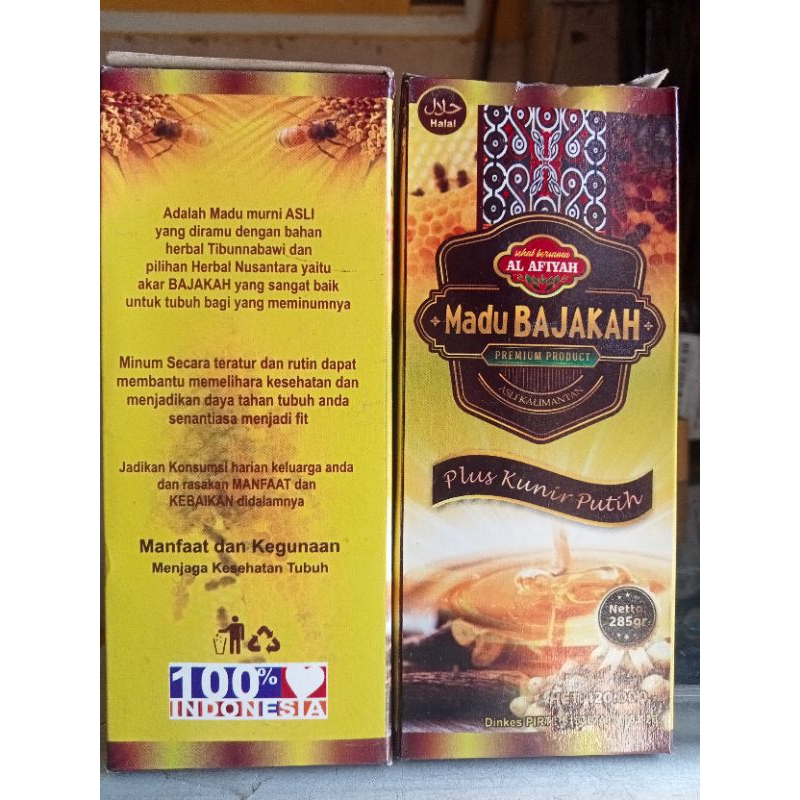 Adalah Madu murni ASLI
yang diramu dengan bahan
herbal Tibunnabawi dan
pilihan Herbal Nusantara yaitu
akar BAJAKAH yang sangat baik
untuk tubuh bagi yang meminumnya
Minum Secara teratur dan rutin dapat
membantu memelihara kesehatan dan
menjadikan daya tahan tubuh anda
senantiasa menjadi fit
Jadikan Konsumsi harian keluarga anda
dan rasakan MANFAAT dan
KEBAIKAN didalamnya
Manfaat dan Kegunaan
Menjaga Kesehatan Tubuh
100%
INDONESIA
حلال
Halal
sehat bersama
AL AFIYAH
Madu BAJAKAH
PREMIUM PRODUCT
ASLI KALIMANTAN
Plus Kunir Putih
Netto:
285gr
Dinkes PIRT